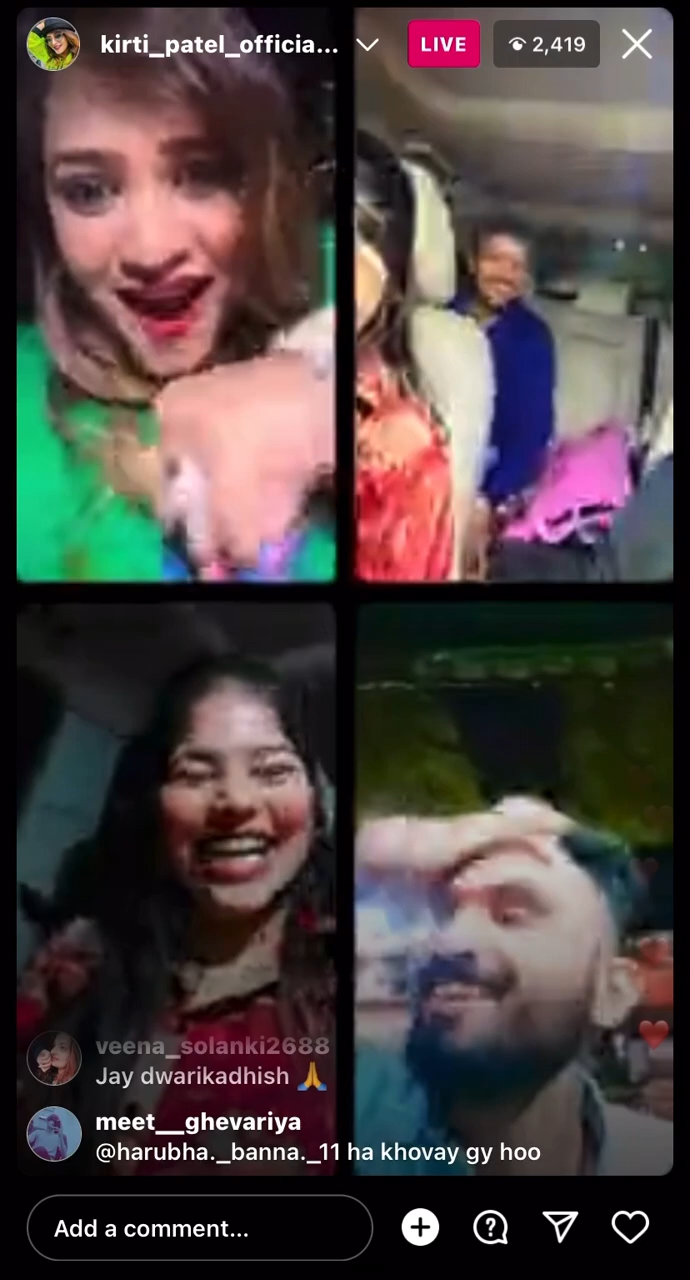 kirti_patel_officia...
LIVE
2,419
veena_solanki2688
Jay dwarikadhish 🙏
meet__ghevariya
@harubha._banna._11 ha khovay gy hoo
Add a comment...